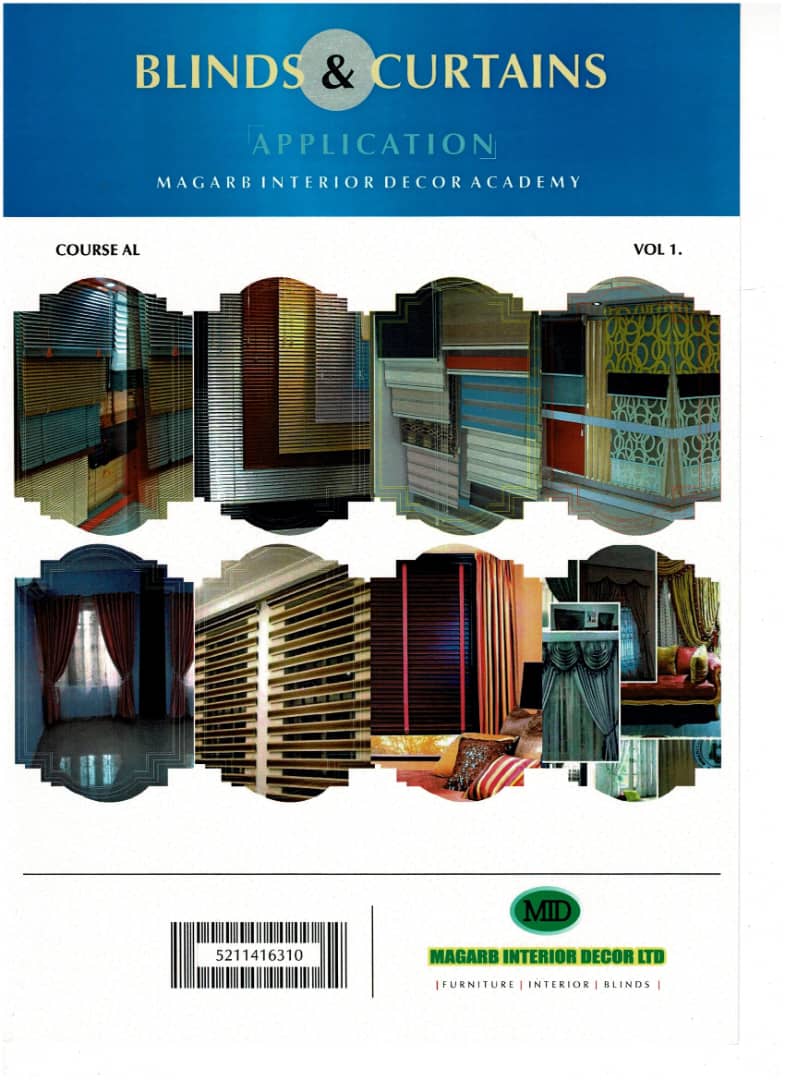 BLINDS & CURTAINS
APPLICATION
MAGARB INTERIOR DECOR ACADEMY
COURSE AL
VOL 1.
5211416310
MID
MAGARB INTERIOR DECOR LTD
|FURNITURE | INTERIOR | BLINDS |